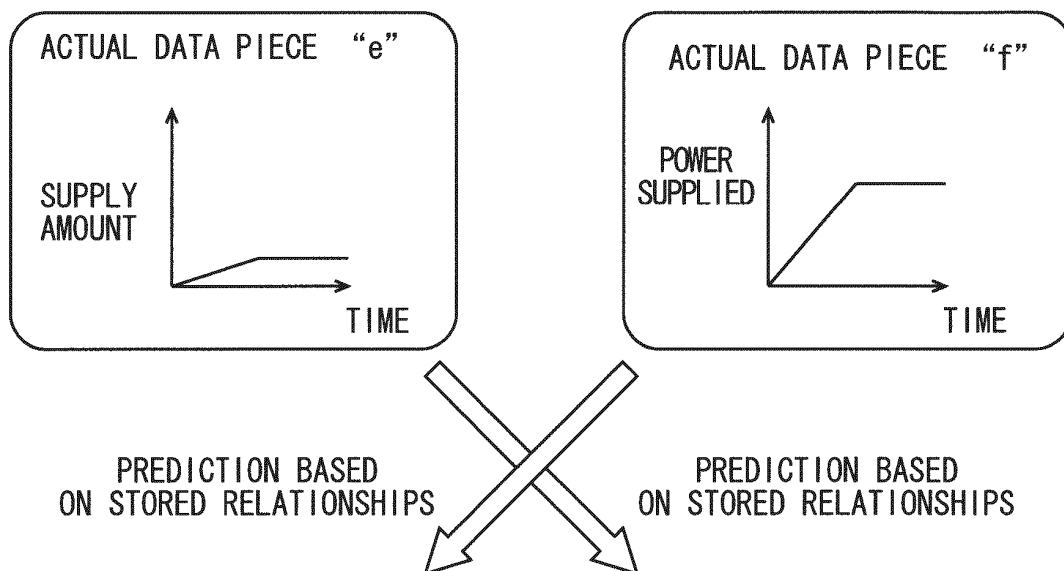 ACTUAL DATA PIECE “e”
SUPPLY
AMOUNT
TIME
ACTUAL DATA PIECE “f”
POWER
SUPPLIED
TIME
PREDICTION BASED
ON STORED RELATIONSHIPS
PREDICTION BASED
ON STORED RELATIONSHIPS